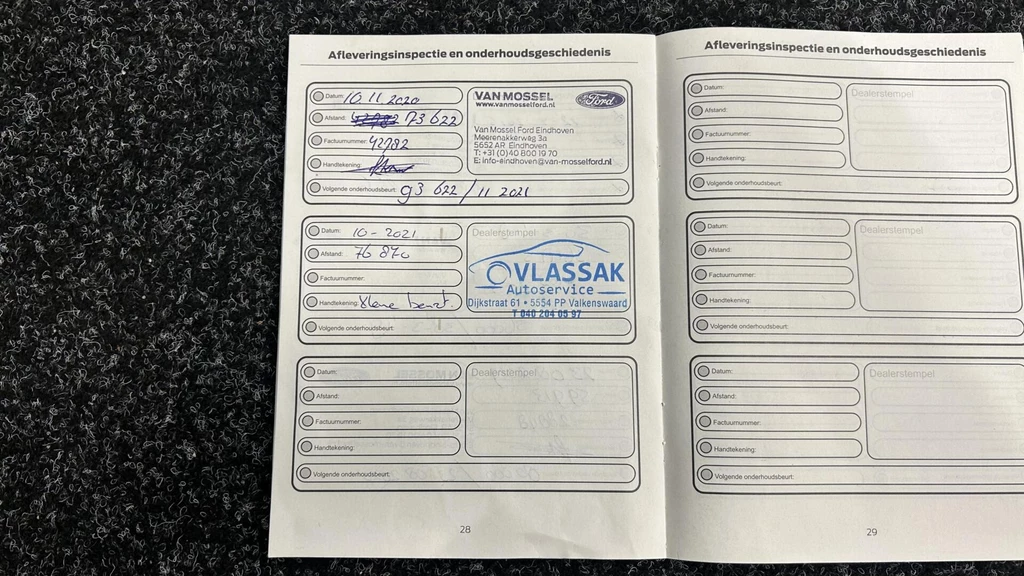 Afleveringsinspectie en onderhoudsgeschiedenis
Datum: 10 11 2020
Afstand: 73 622
Factuurnummer: 42782
Handtekening:
Volgende onderhoudsbeurt: 93 622 / 11 2021
VAN MOSSEL
www.vanmosselford.nl
Ford
Van Mossel Ford Eindhoven
Meerenakkerweg 3a
5652 AR Eindhoven
T: +31 (0)40 800 19 70
E: info-eindhoven@van-mosselford.nl
Datum: 10 - 2021
Afstand: 76 870
Factuurnummer:
Handtekening: kleine beurt.
Volgende onderhoudsbeurt:
Dealerstempel
VLASSAK
Autoservice
Dijkstraat 61 • 5554 PP Valkenswaard
T 040 204 05 97
Datum:
Afstand:
Factuurnummer:
Handtekening:
Volgende onderhoudsbeurt:
Dealerstempel
28
Afleveringsinspectie en onderhoudsgeschiedenis
Datum:
Afstand:
Factuurnummer:
Handtekening:
Volgende onderhoudsbeurt:
Dealerstempel
Datum:
Afstand:
Factuurnummer:
Handtekening:
Volgende onderhoudsbeurt:
Dealerstempel
Datum:
Afstand:
Factuurnummer:
Handtekening:
Volgende onderhoudsbeurt:
Dealerstempel
29